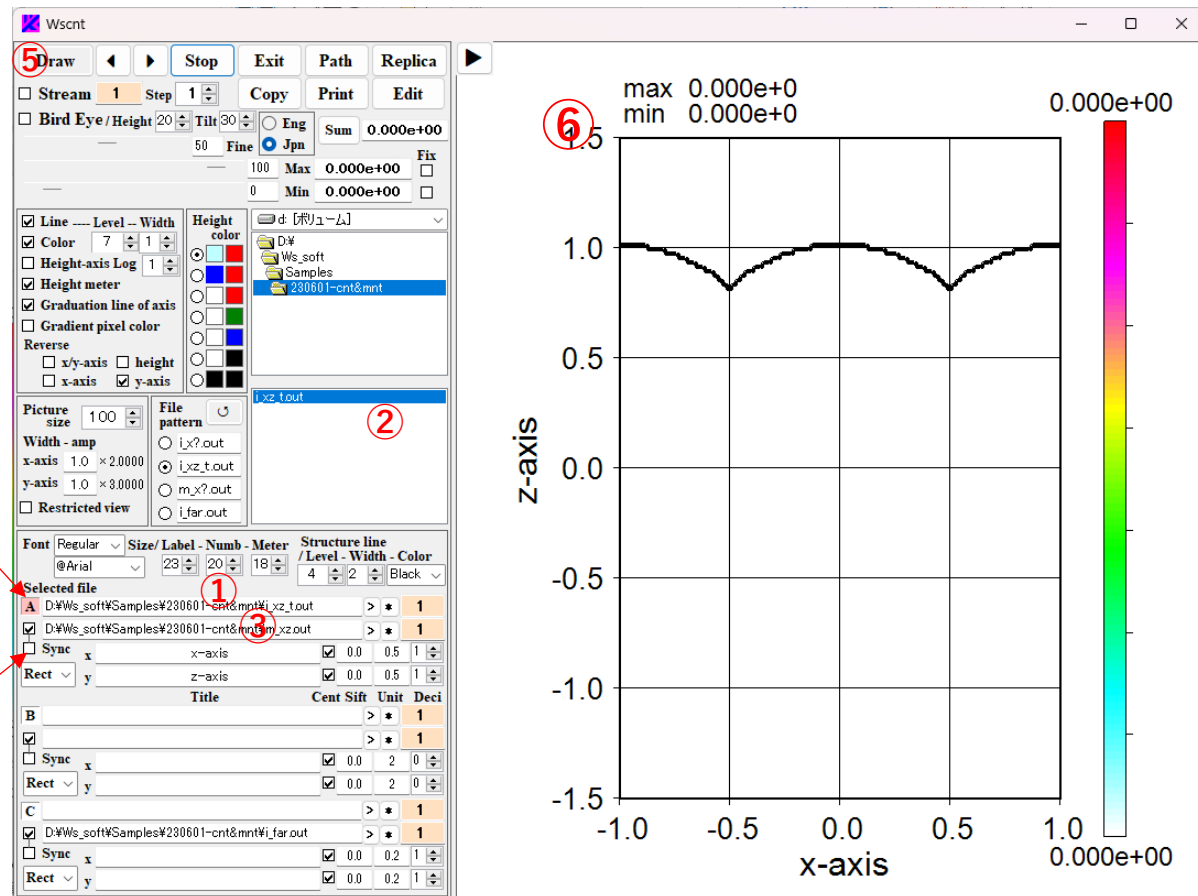 Wscnt
⑤ Draw Stop Exit Path Replica
Stream 1 Step 1 Copy Print Edit
Bird Eye / Height 20 Tilt 30 Eng Sum 0.000e+00
50 Fine Jpn
Fix
100 Max 0.000e+00
0 Min 0.000e+00
Line ---- Level -- Width
Color 7 1
Height-axis Log 1
Height meter
Graduation line of axis
Gradient pixel color
Reverse
x/y-axis height
x-axis y-axis
Height
color
d: [ボリューム]
D:¥
Ws_soft
Samples
230601-cnt&mnt
Picture
size 100
Width - amp
x-axis 1.0 × 2.0000
y-axis 1.0 × 3.0000
Restricted view
File
pattern ↺
i_x?.out
i_xz_t.out
m_x?.out
i_far.out
i_xz_t.out
②
Font Regular Size/ Label - Numb - Meter Structure line
/ Level - Width - Color
@Arial 23 20 18 4 2 Black
Selected file ①
A D:¥Ws_soft¥Samples¥230601-cnt&mnt¥i_xz_t.out > * 1
D:¥Ws_soft¥Samples¥230601-cnt&mnt¥m_xz.out > * 1
③
Sync x x-axis 0.0 0.5 1
Rect y z-axis 0.0 0.5 1
Title Cent Sift Unit Deci
B > * 1
> * 1
Sync x 0.0 2 0
Rect y 0.0 2 0
C > * 1
D:¥Ws_soft¥Samples¥230601-cnt&mnt¥i_far.out > * 1
Sync x 0.0 0.2 1
Rect y 0.0 0.2 1
max 0.000e+0
min 0.000e+0
⑥
0.000e+00
1.5
1.0
0.5
0.0
-0.5
-1.0
-1.5
z-axis
-1.0 -0.5 0.0 0.5 1.0
x-axis
0.000e+00